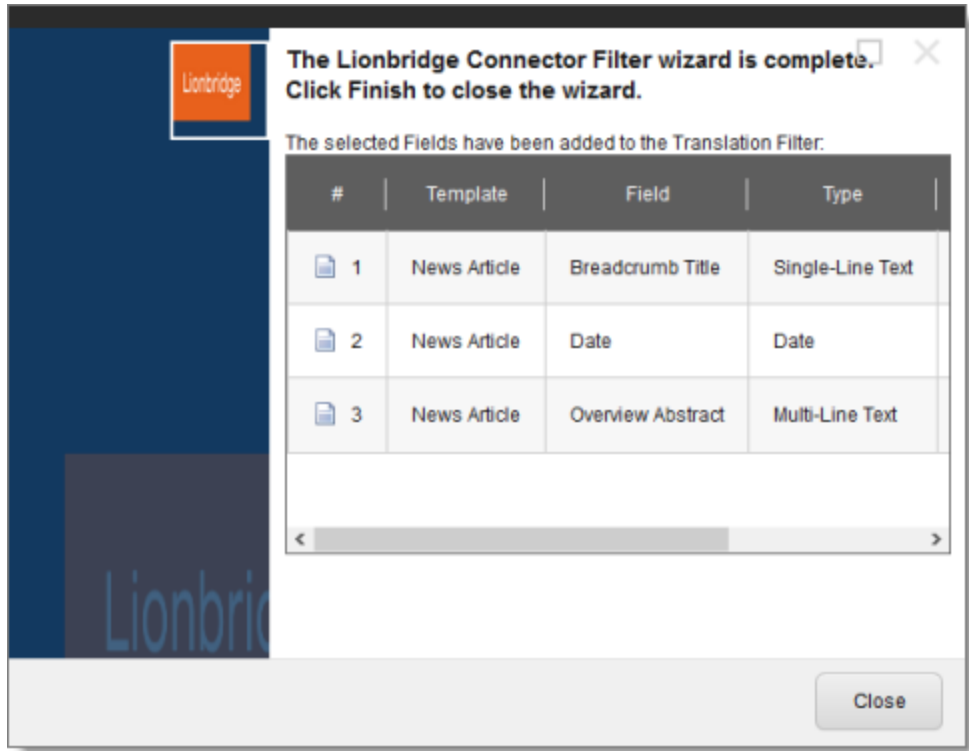 Lionbridge
The Lionbridge Connector Filter wizard is complete.
Click Finish to close the wizard.
The selected Fields have been added to the Translation Filter:
# Template Field Type
1 News Article Breadcrumb Title Single-Line Text
2 News Article Date Date
3 News Article Overview Abstract Multi-Line Text
Lionbridg
Close